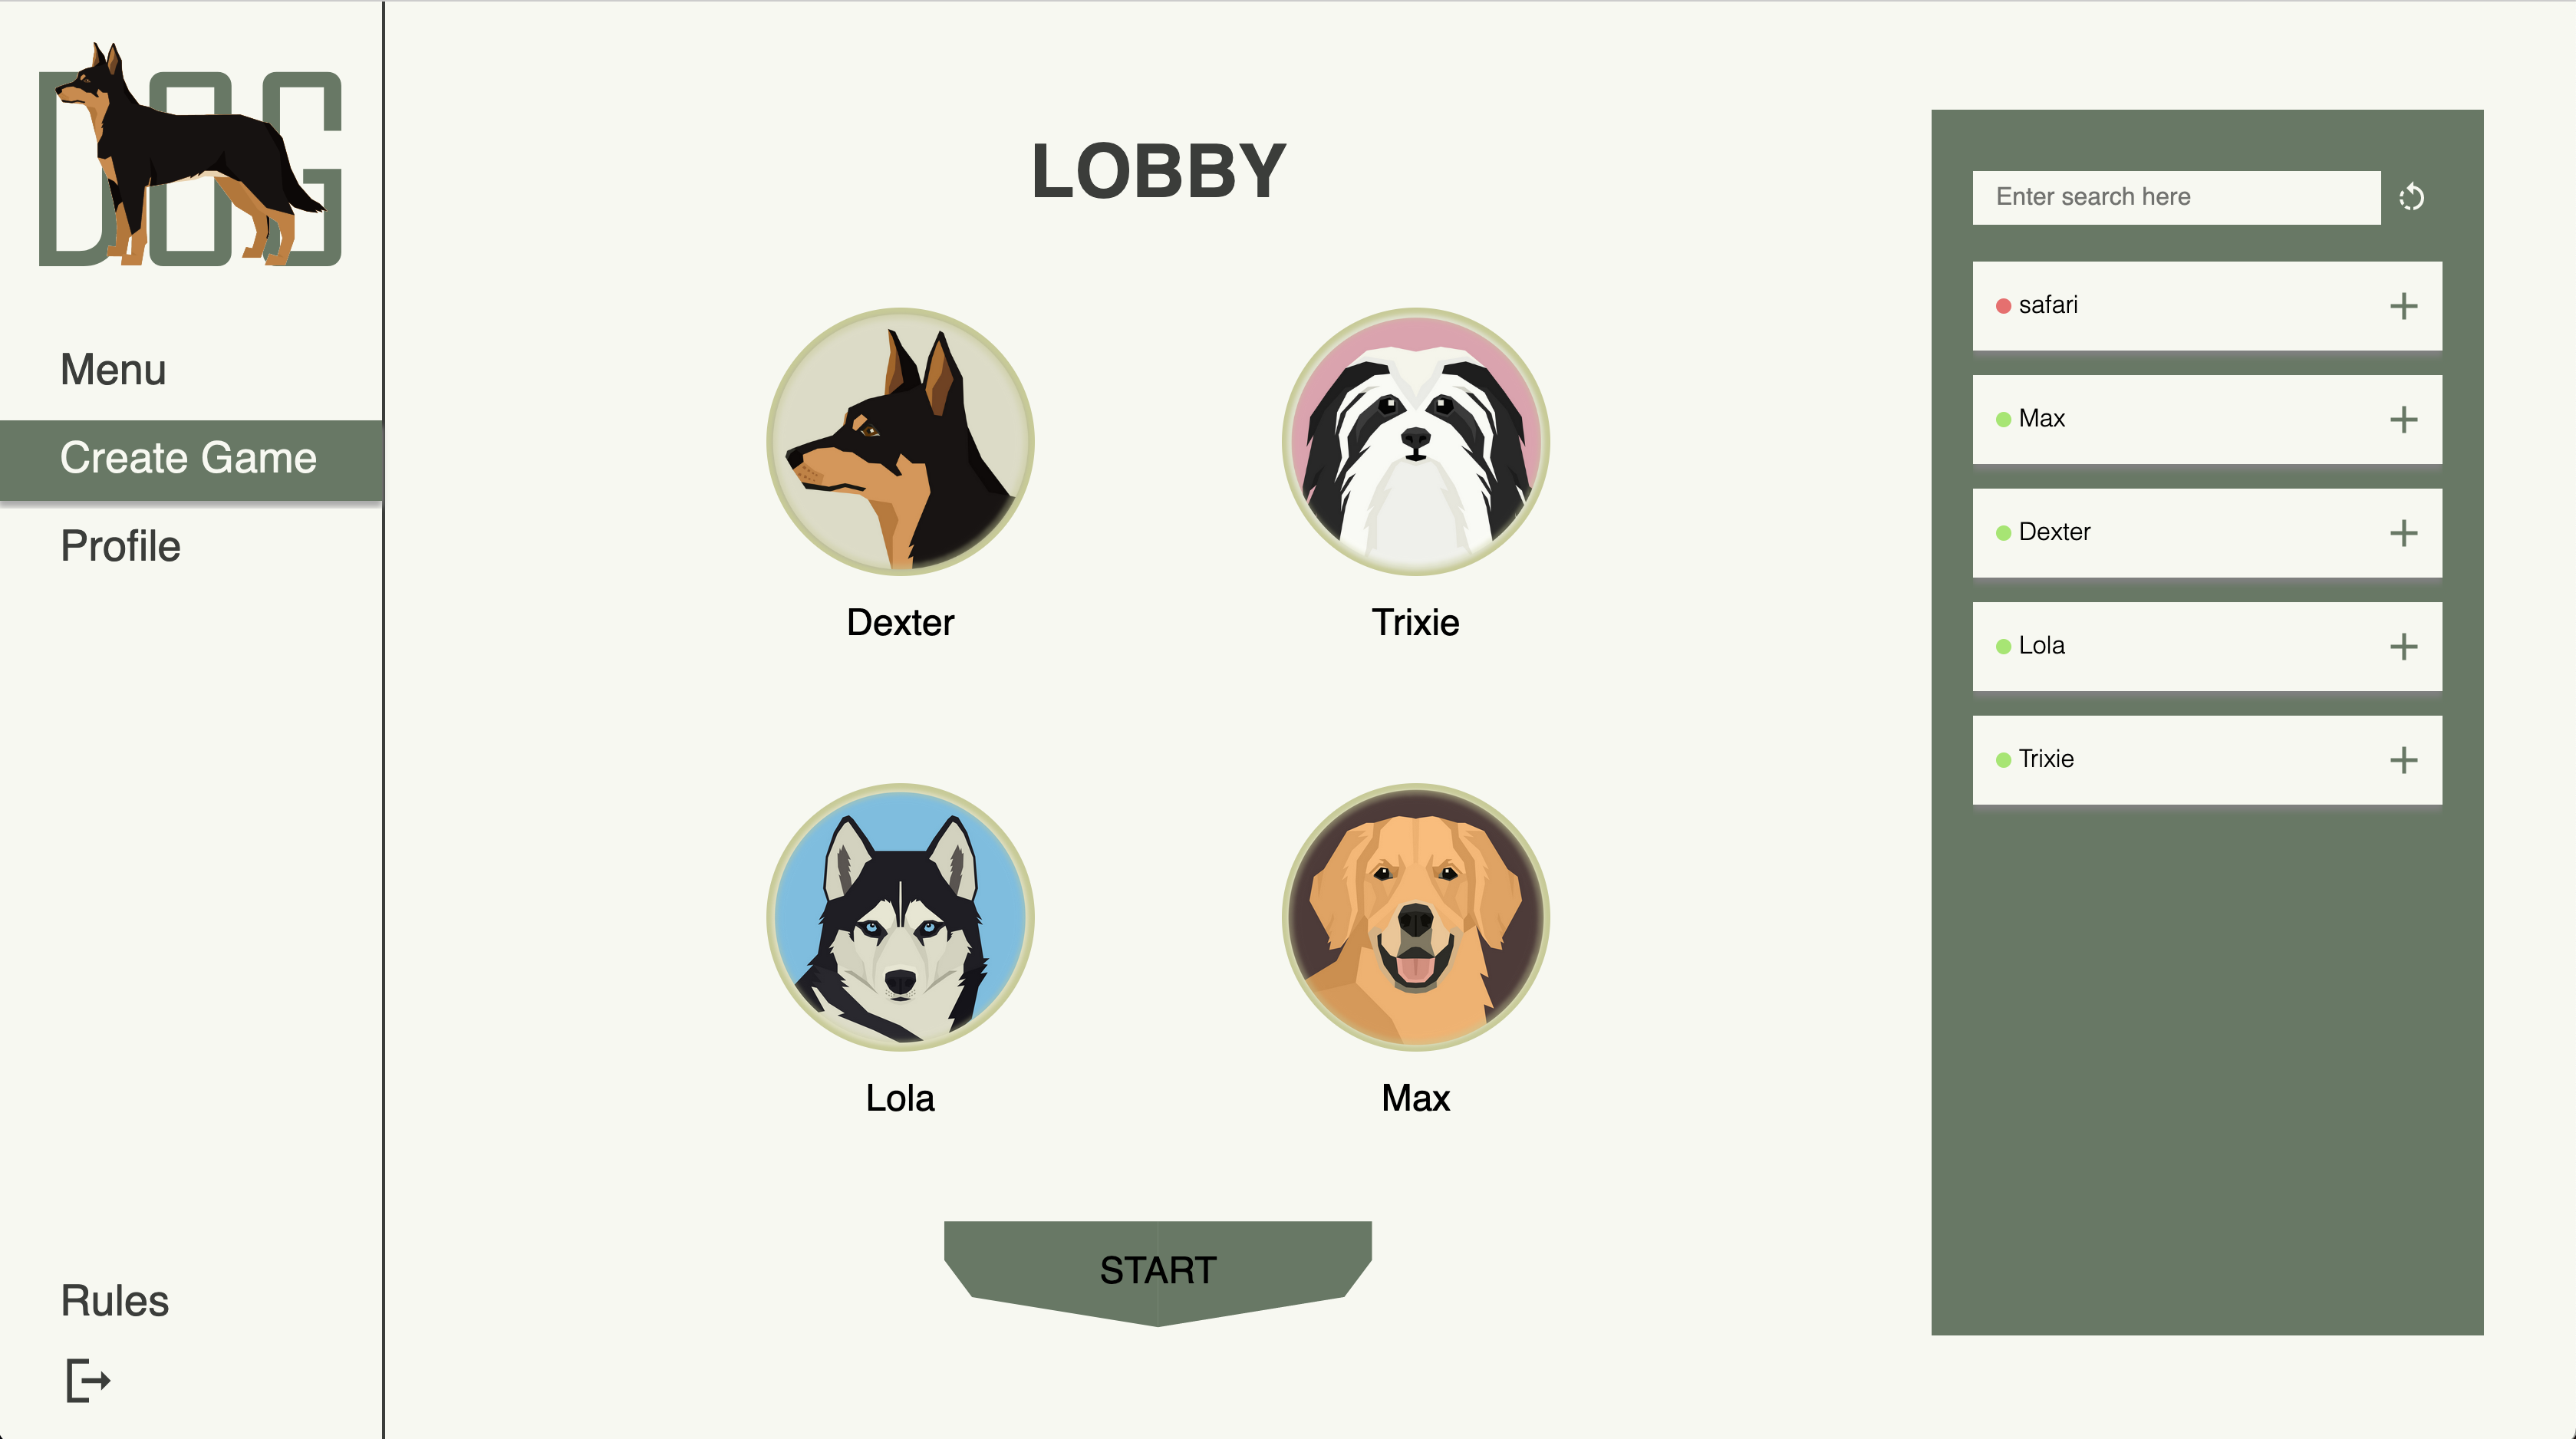 DOG
Menu
Create Game
Profile
Rules
LOBBY
Dexter
Trixie
Lola
Max
START
Enter search here
safari
Max
Dexter
Lola
Trixie